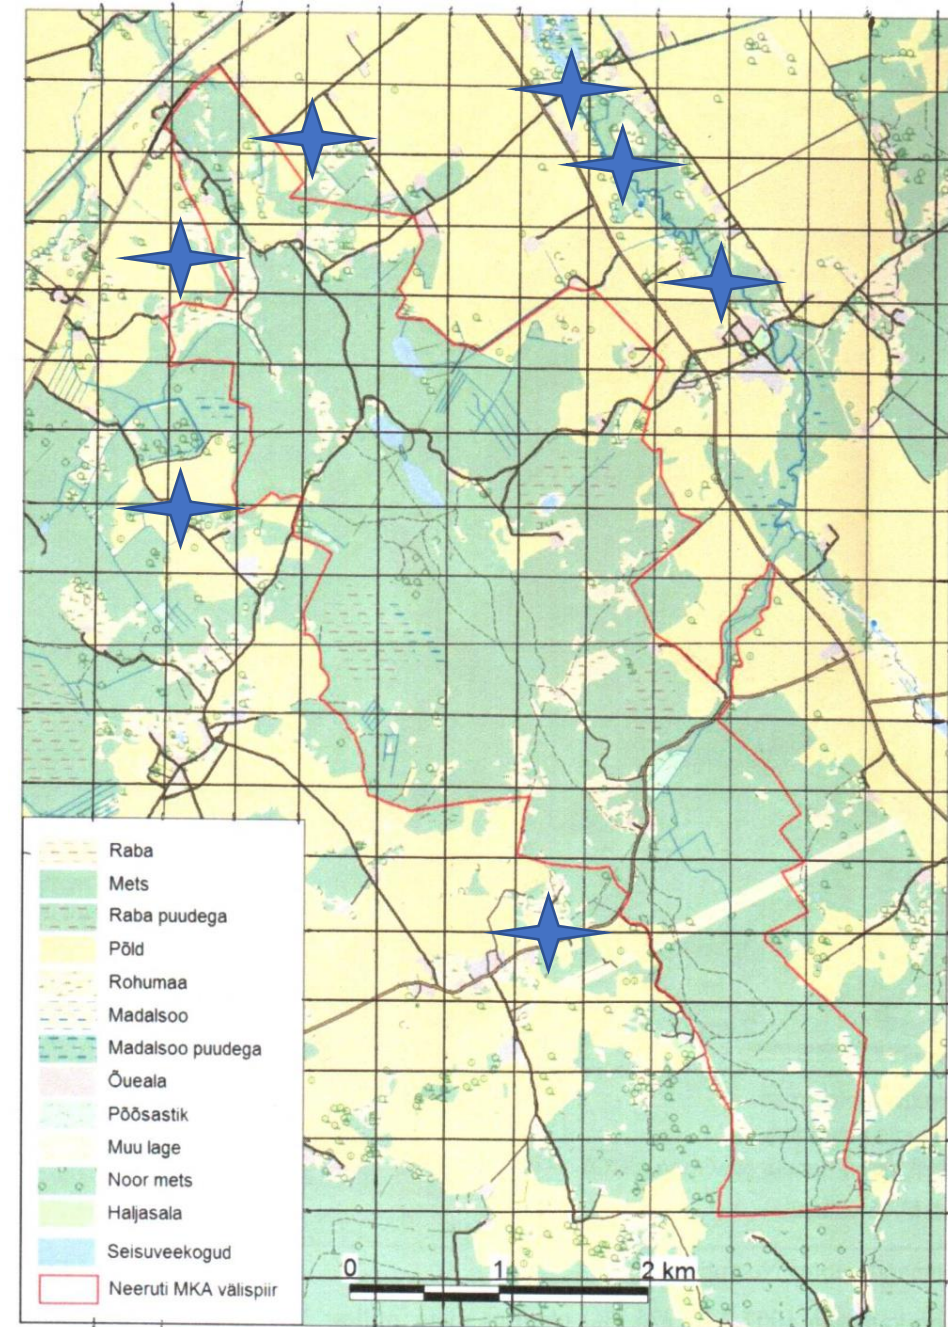 Raba
Mets
Raba puudega
Põld
Rohumaa
Madalsoo
Madalsoo puudega
Õueala
Põõsastik
Muu lage
Noor mets
Haljasala
Seisuveekogud
Neeruti MKA välispiir
0 1 2 km